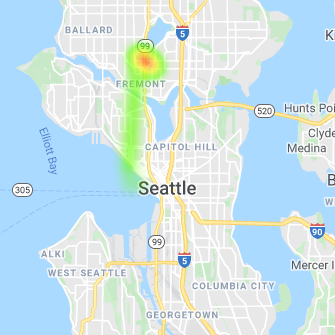 BALLARD
99
5
Ki
FREMONT
520
Hunts Poi
Clyde
Medina
Elliott Bay
CAPITOL HILL
305
Seattle
B
90
ALKI
99
Mercer I
WEST SEATTLE
5
COLUMBIA CITY
GEORGETOWN